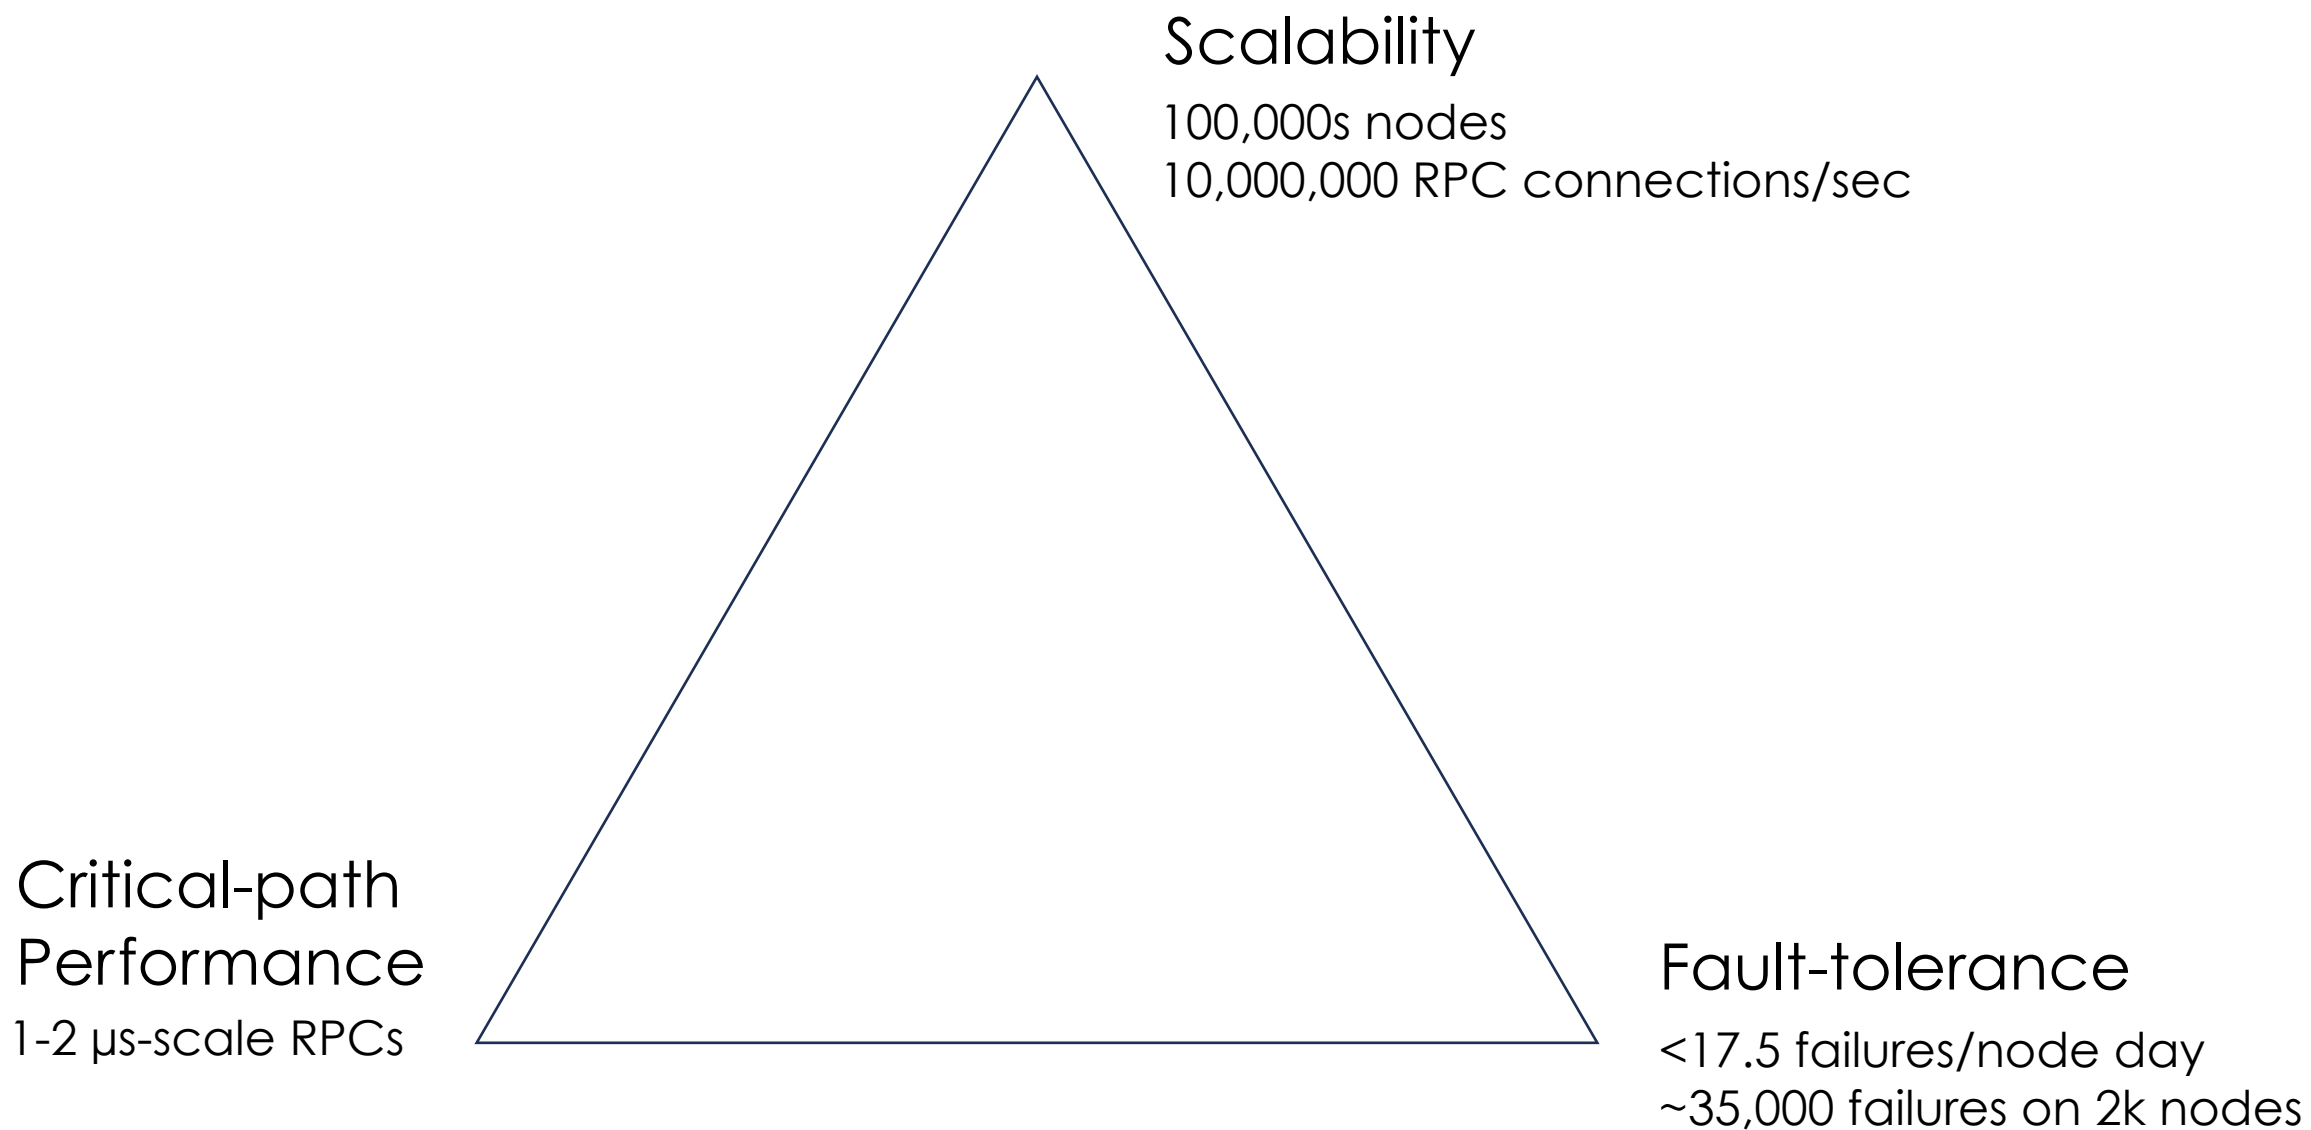 Scalability
100,000s nodes
10,000,000 RPC connections/sec
Critical-path
Performance
1-2 µs-scale RPCs
Fault-tolerance
<17.5 failures/node day
~35,000 failures on 2k nodes